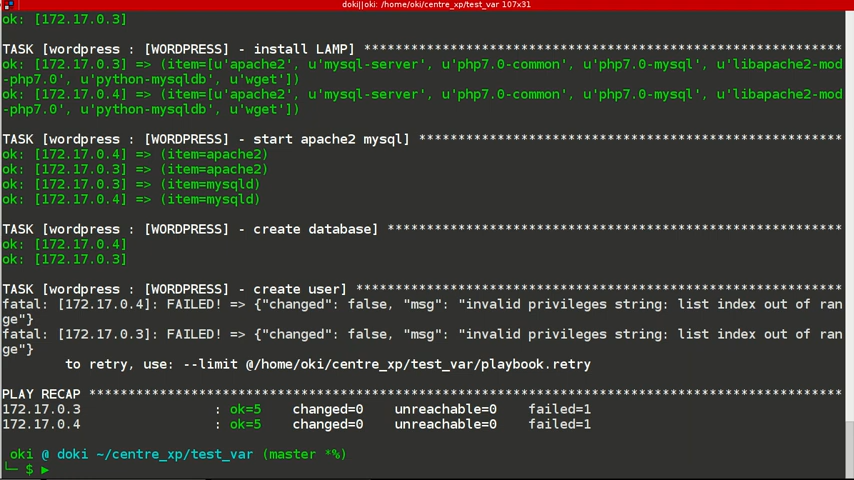 doki||oki: /home/oki/centre_xp/test_var 107x31
ok: [172.17.0.3]
TASK [wordpress : [WORDPRESS] - install LAMP] *************************************************************
ok: [172.17.0.3] => (item=[u'apache2', u'mysql-server', u'php7.0-common', u'php7.0-mysql', u'libapache2-mod
-php7.0', u'python-mysqldb', u'wget'])
ok: [172.17.0.4] => (item=[u'apache2', u'mysql-server', u'php7.0-common', u'php7.0-mysql', u'libapache2-mod
-php7.0', u'python-mysqldb', u'wget'])
TASK [wordpress : [WORDPRESS] - start apache2 mysql] ******************************************************
ok: [172.17.0.4] => (item=apache2)
ok: [172.17.0.3] => (item=apache2)
ok: [172.17.0.3] => (item=mysqld)
ok: [172.17.0.4] => (item=mysqld)
TASK [wordpress : [WORDPRESS] - create database] **********************************************************
ok: [172.17.0.4]
ok: [172.17.0.3]
TASK [wordpress : [WORDPRESS] - create user] **************************************************************
fatal: [172.17.0.4]: FAILED! => {"changed": false, "msg": "invalid privileges string: list index out of ran
ge"}
fatal: [172.17.0.3]: FAILED! => {"changed": false, "msg": "invalid privileges string: list index out of ran
ge"}
to retry, use: --limit @/home/oki/centre_xp/test_var/playbook.retry
PLAY RECAP ************************************************************************************************
172.17.0.3 : ok=5 changed=0 unreachable=0 failed=1
172.17.0.4 : ok=5 changed=0 unreachable=0 failed=1
oki @ doki ~/centre_xp/test_var (master *%)
└─ $ ▶